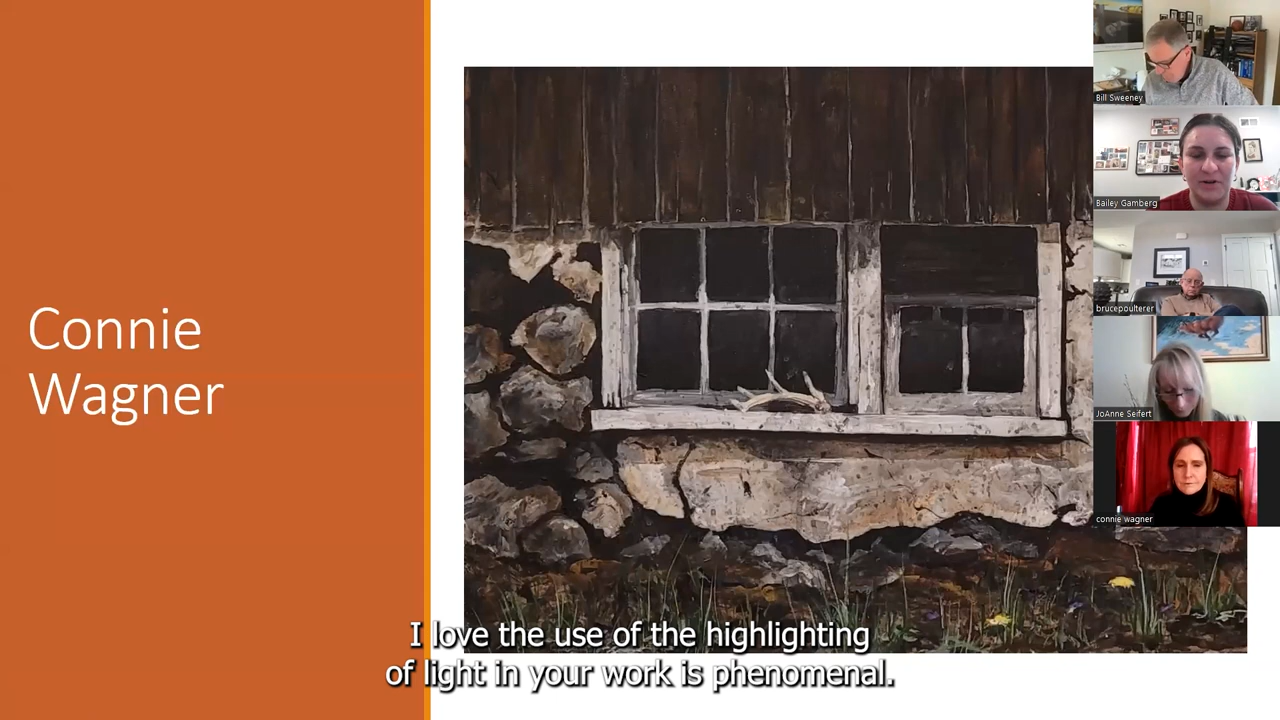 Connie
Wagner
Bill Sweeney
Bailey Gamberg
brucepoulterer
JoAnne Seifert
connie wagner
I love the use of the highlighting
of light in your work is phenomenal.